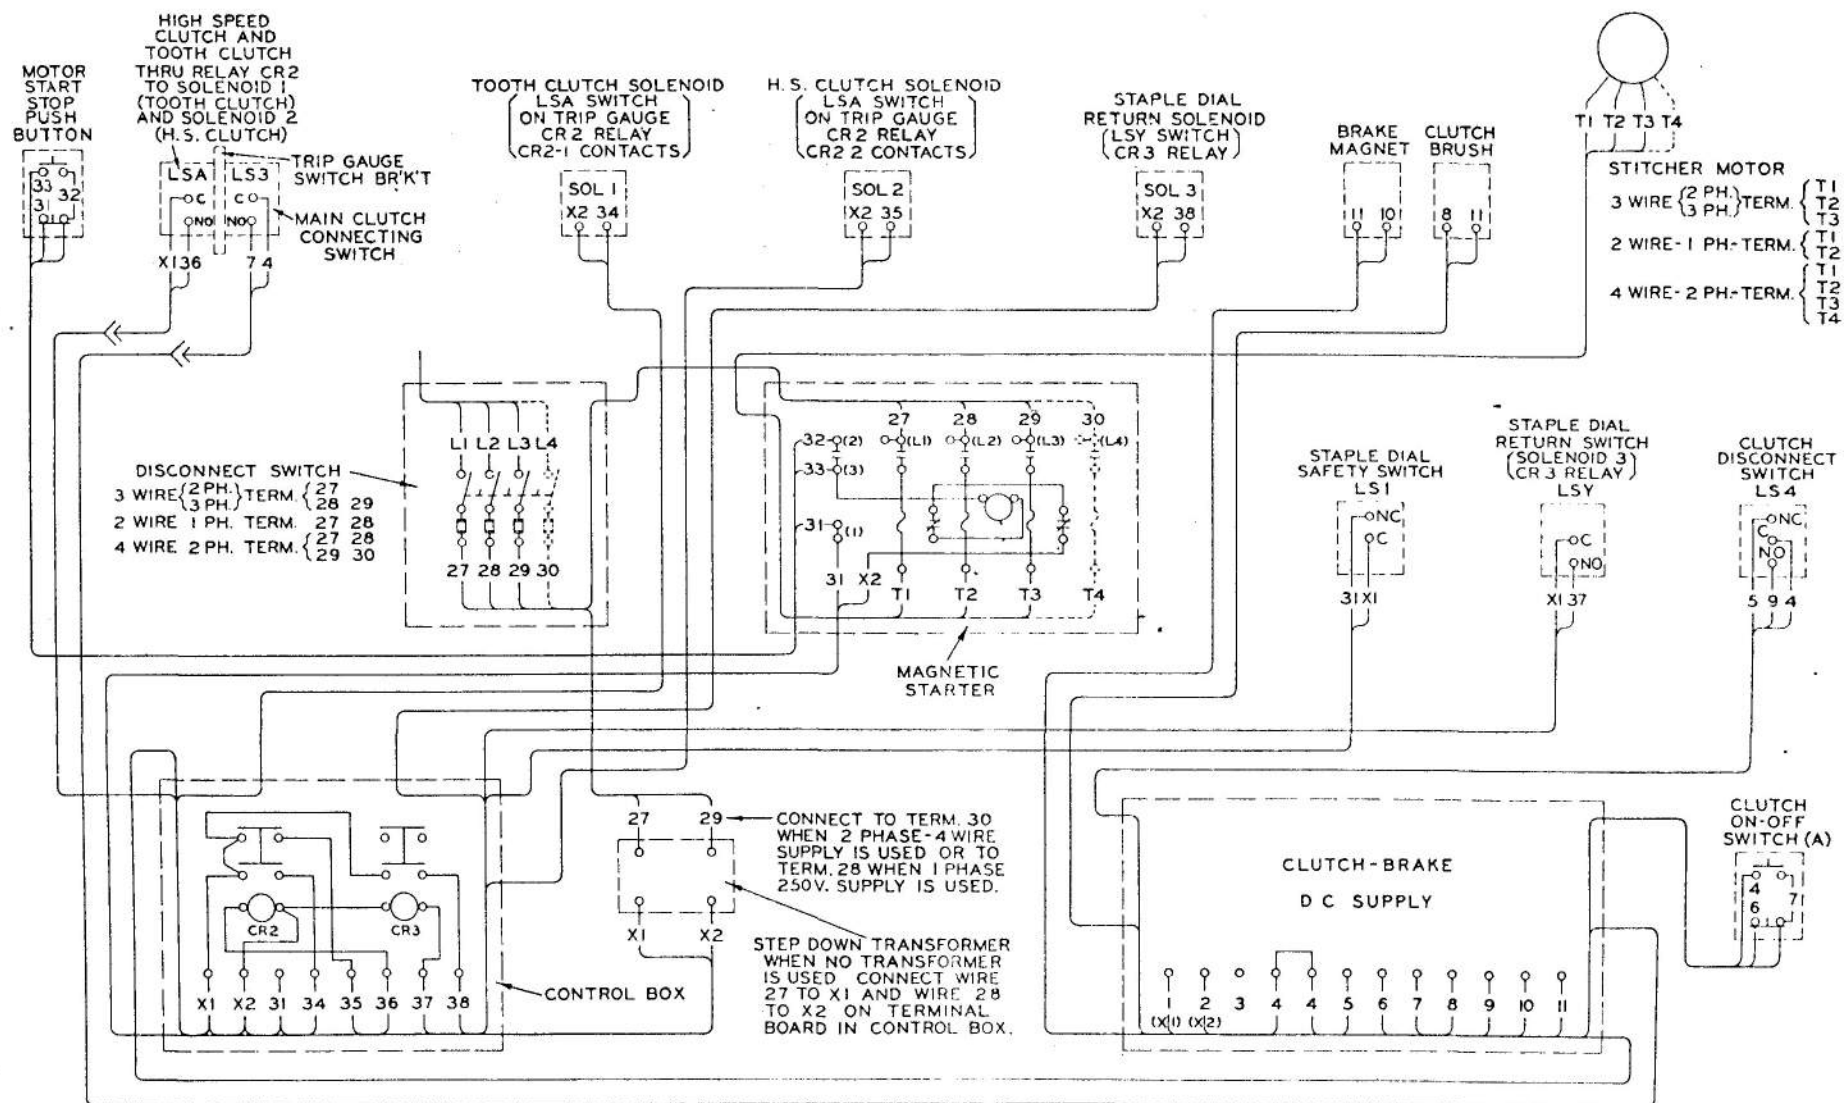 HIGH SPEED
CLUTCH AND
TOOTH CLUTCH
THRU RELAY CR2
TO SOLENOID 1
(TOOTH CLUTCH)
AND SOLENOID 2
(H.S. CLUTCH)
MOTOR
START
STOP
PUSH
BUTTON
33
32
31
LSA
LS3
C
C
NO
NO
X1 36
7 4
TRIP GAUGE
SWITCH BR'K'T
MAIN CLUTCH
CONNECTING
SWITCH
TOOTH CLUTCH SOLENOID
LSA SWITCH
ON TRIP GAUGE
CR2 RELAY
CR2-1 CONTACTS
SOL 1
X2 34
H.S. CLUTCH SOLENOID
LSA SWITCH
ON TRIP GAUGE
CR2 RELAY
CR2 2 CONTACTS
SOL 2
X2 35
STAPLE DIAL
RETURN SOLENOID
(LSY SWITCH)
(CR3 RELAY)
SOL 3
X2 38
BRAKE
MAGNET
11 10
CLUTCH
BRUSH
8 11
T1 T2 T3 T4
STITCHER MOTOR
3 WIRE {2 PH. 3 PH.} TERM. { T1 T2 T3
2 WIRE-1 PH.-TERM. { T1 T2
4 WIRE-2 PH.-TERM. { T1 T2 T3 T4
DISCONNECT SWITCH
3 WIRE {2 PH. 3 PH.} TERM. { 27 28 29
2 WIRE 1 PH. TERM. 27 28
4 WIRE 2 PH. TERM. { 27 28 29 30
L1 L2 L3 L4
27 28 29 30
27 28 29 30
32 (2) (L1) (L2) (L3) (L4)
33 (3)
31 (1)
31 X2
T1 T2 T3 T4
MAGNETIC
STARTER
STAPLE DIAL
SAFETY SWITCH
LS1
NC
C
31 X1
STAPLE DIAL
RETURN SWITCH
(SOLENOID 3)
(CR3 RELAY)
LSY
C
NO
X1 37
CLUTCH
DISCONNECT
SWITCH
LS4
NC
C
NO
5 9 4
CR2
CR3
X1 X2 31 34 35 36 37 38
CONTROL BOX
27 29
X1 X2
CONNECT TO TERM. 30
WHEN 2 PHASE-4 WIRE
SUPPLY IS USED OR TO
TERM. 28 WHEN 1 PHASE
250V. SUPPLY IS USED.
STEP DOWN TRANSFORMER
WHEN NO TRANSFORMER
IS USED CONNECT WIRE
27 TO X1 AND WIRE 28
TO X2 ON TERMINAL
BOARD IN CONTROL BOX.
CLUTCH-BRAKE
DC SUPPLY
1 2 3 4 4 5 6 7 8 9 10 11
(X1) (X2)
CLUTCH
ON-OFF
SWITCH (A)
4
6
7